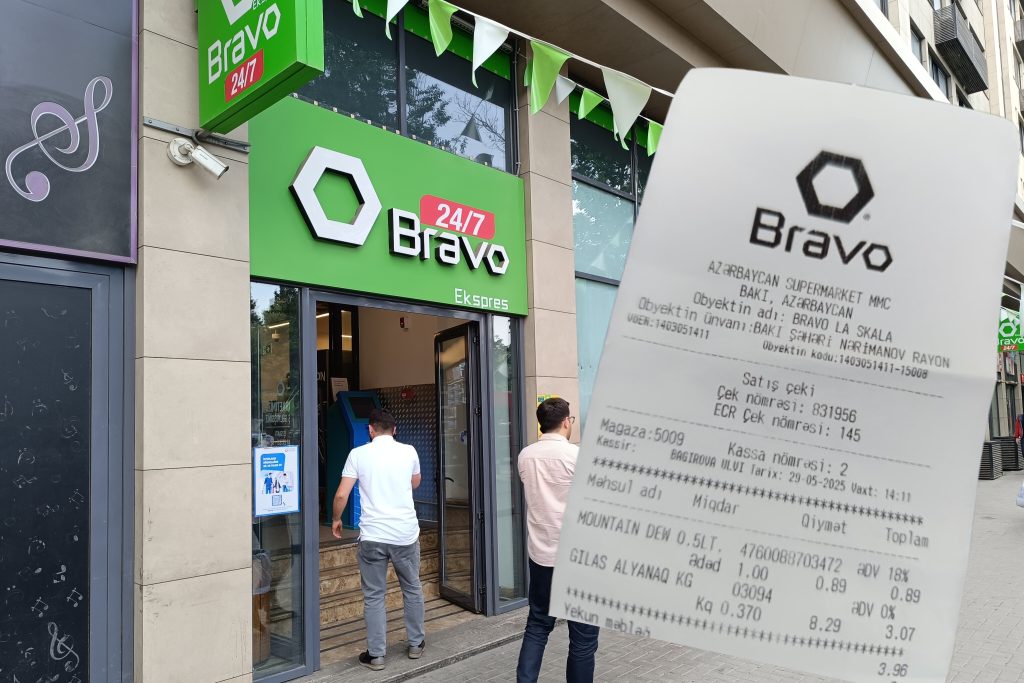 Bravo
24/7
24/7
Bravo
Ekspres
Bravo
24/7
Bravo
AZƏRBAYCAN SUPERMARKET MMC
BAKI, AZƏRBAYCAN
Obyektin adı: BRAVO LA SKALA
Obyektin ünvanı:BAKI ŞƏHƏRİ NƏRİMANOV RAYON
VÖEN:1403051411
Obyektin kodu:1403051411-15008
Satış çeki
Çek nömrəsi: 831956
ECR Çek nömrəsi: 145
Magaza:5009 Kassa nömrəsi: 2
Kassir: BAGIROVA ULVI Tarix: 29-05-2025 Vaxt: 14:11
************************************************
Məhsul adı Miqdar Qiymət Toplam
MOUNTAIN DEW 0.5LT. 4760088703472 ƏDV 18%
ədəd 1.00 0.89 0.89
GILAS ALYANAQ KG 03094 ƏDV 0%
Kq 0.370 8.29 3.07
************************************************
Yekun məbləğ 3.96